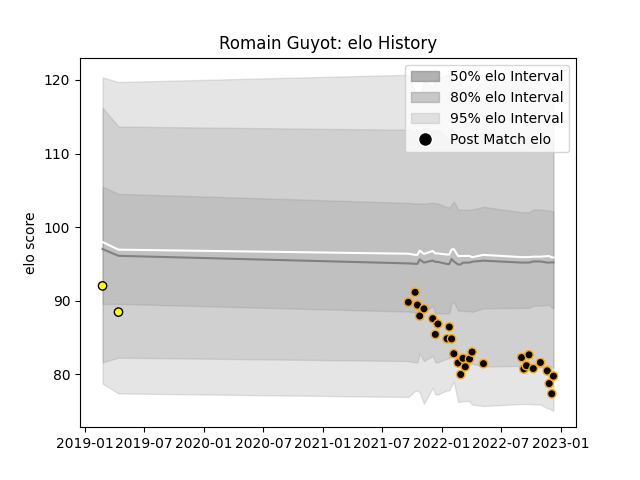 Romain Guyot: elo History
50% elo Interval
80% elo Interval
95% elo Interval
Post Match elo
elo score
120
110
100
90
80
2019-01 2019-07 2020-01 2020-07 2021-01 2021-07 2022-01 2022-07 2023-01